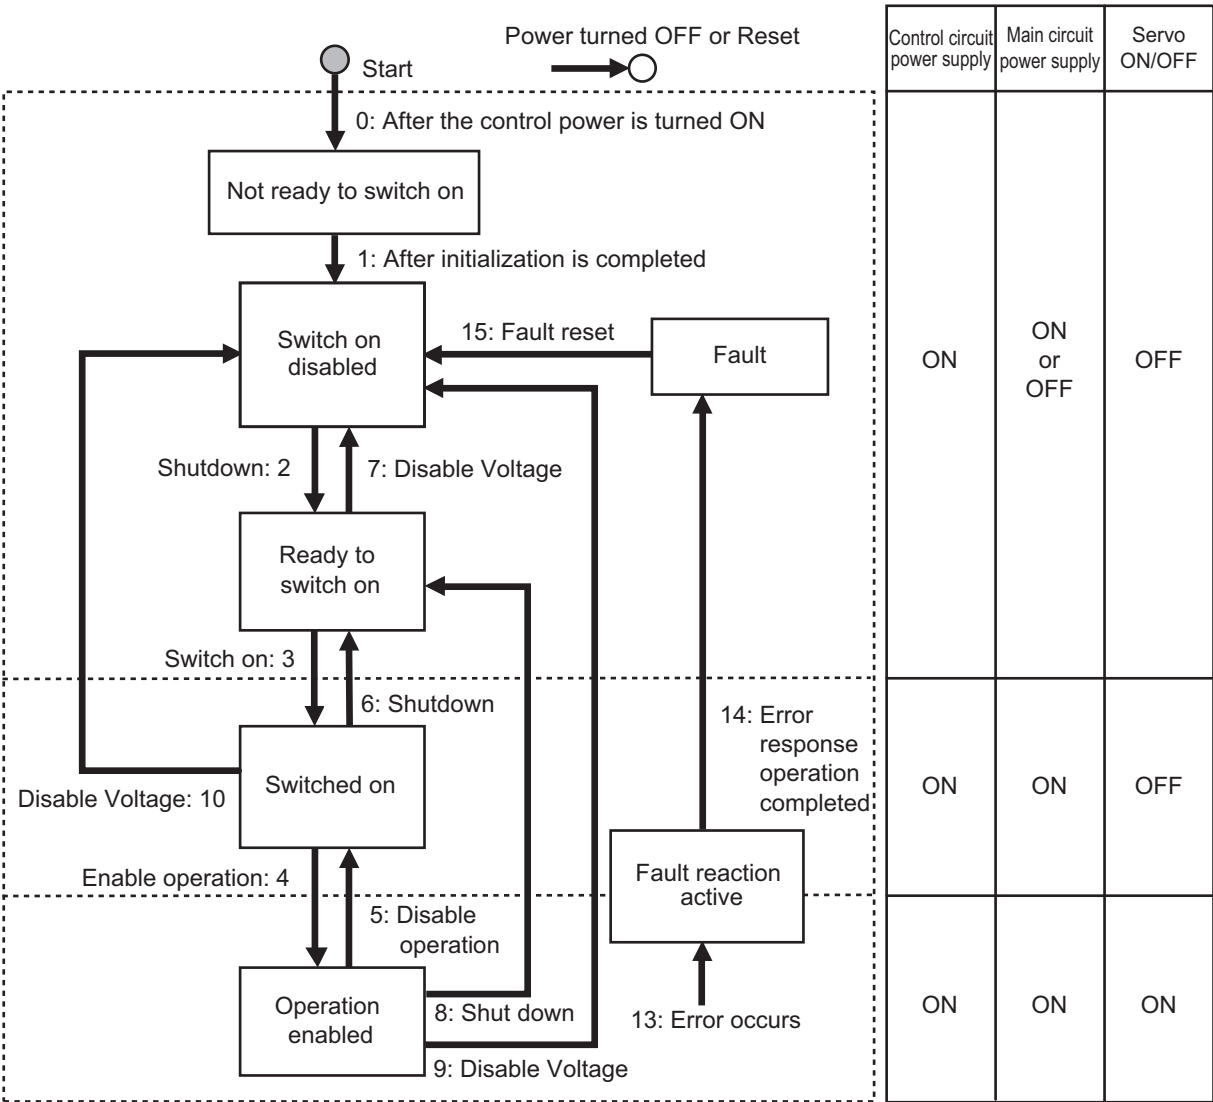 Power turned OFF or Reset
Start
0: After the control power is turned ON
Not ready to switch on
1: After initialization is completed
Switch on
disabled
15: Fault reset
Fault
Shutdown: 2
7: Disable Voltage
Ready to
switch on
Switch on: 3
6: Shutdown
14: Error
response
operation
completed
Switched on
Disable Voltage: 10
Enable operation: 4
Fault reaction
active
5: Disable
operation
Operation
enabled
8: Shut down
13: Error occurs
9: Disable Voltage
Control circuit
power supply
Main circuit
power supply
Servo
ON/OFF
ON
ON
or
OFF
OFF
ON
ON
OFF
ON
ON
ON